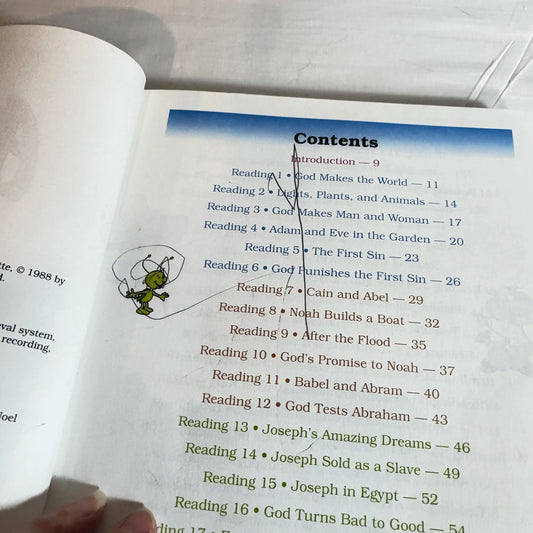 tte, © 1988 by
d.
val system,
recording,
Joel
Contents
Introduction — 9
Reading 1 • God Makes the World — 11
Reading 2 • Lights, Plants, and Animals — 14
Reading 3 • God Makes Man and Woman — 17
Reading 4 • Adam and Eve in the Garden — 20
Reading 5 • The First Sin — 23
Reading 6 • God Punishes the First Sin — 26
Reading 7 • Cain and Abel — 29
Reading 8 • Noah Builds a Boat — 32
Reading 9 • After the Flood — 35
Reading 10 • God's Promise to Noah — 37
Reading 11 • Babel and Abram — 40
Reading 12 • God Tests Abraham — 43
Reading 13 • Joseph's Amazing Dreams — 46
Reading 14 • Joseph Sold as a Slave — 49
Reading 15 • Joseph in Egypt — 52
Reading 16 • God Turns Bad to Good — 54
ding 17 •